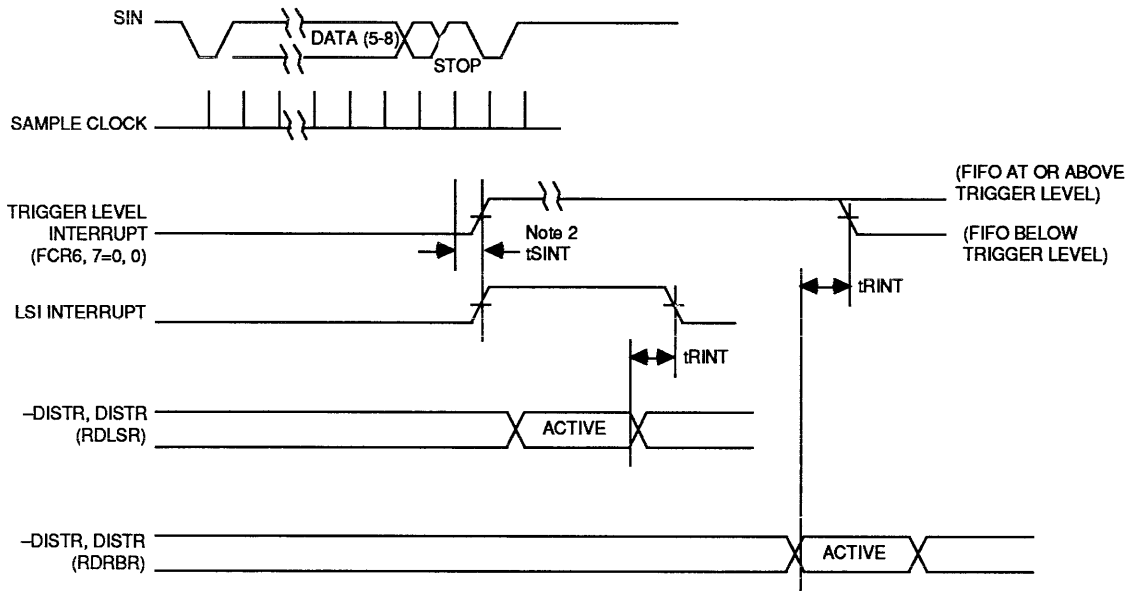 SIN
DATA (5-8)
STOP
SAMPLE CLOCK
TRIGGER LEVEL
INTERRUPT
(FCR6, 7=0, 0)
Note 2
tSINT
(FIFO AT OR ABOVE
TRIGGER LEVEL)
(FIFO BELOW
TRIGGER LEVEL)
tRINT
LSI INTERRUPT
tRINT
–DISTR, DISTR
(RDLSR)
ACTIVE
–DISTR, DISTR
(RDRBR)
ACTIVE